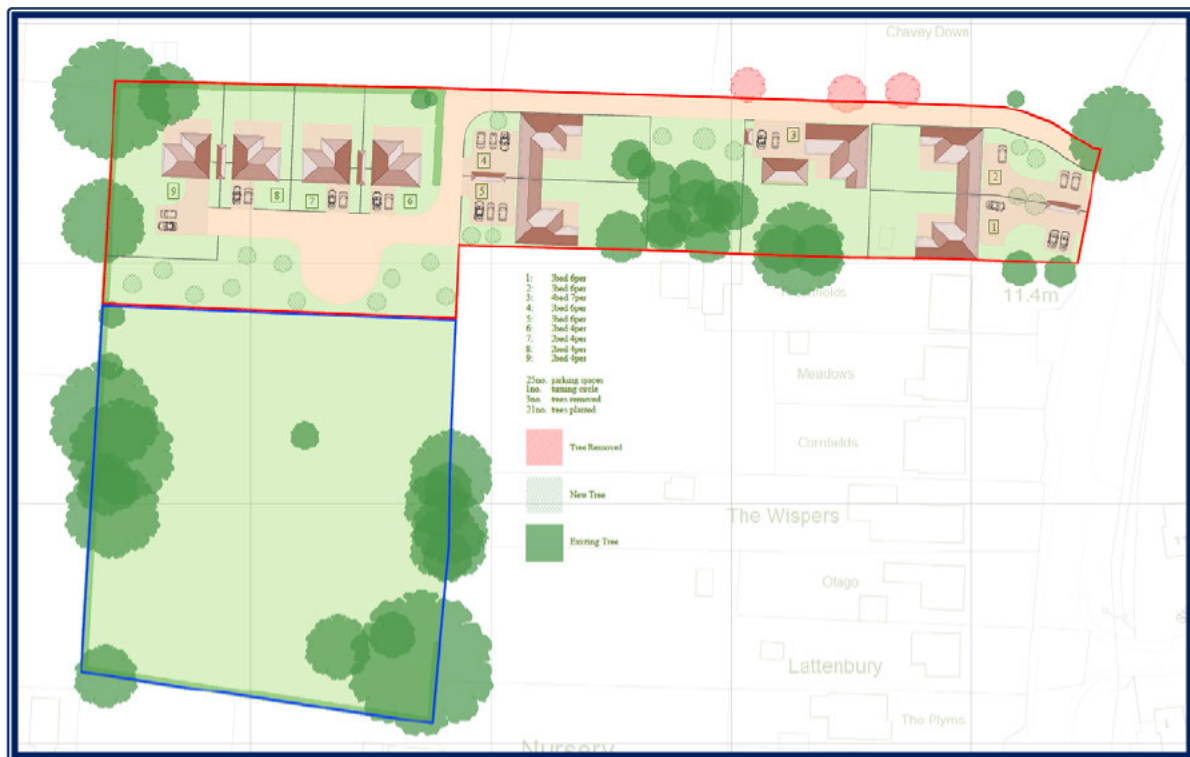 Chavey Down
3
4
2
9
8
7
6
5
1
11.4m
1: 3bed 6per
2: 3bed 6per
3: 4bed 7per
4: 3bed 6per
5: 3bed 6per
6: 2bed 4per
7: 2bed 4per
8: 2bed 4per
9: 2bed 4per
25no. parking spaces
1no. turning circle
3no. trees removed
21no. trees planted
Meadows
Cornfields
Tree Removed
New Tree
The Wispers
Existing Tree
Otago
Lattenbury
The Plyms
Nursery